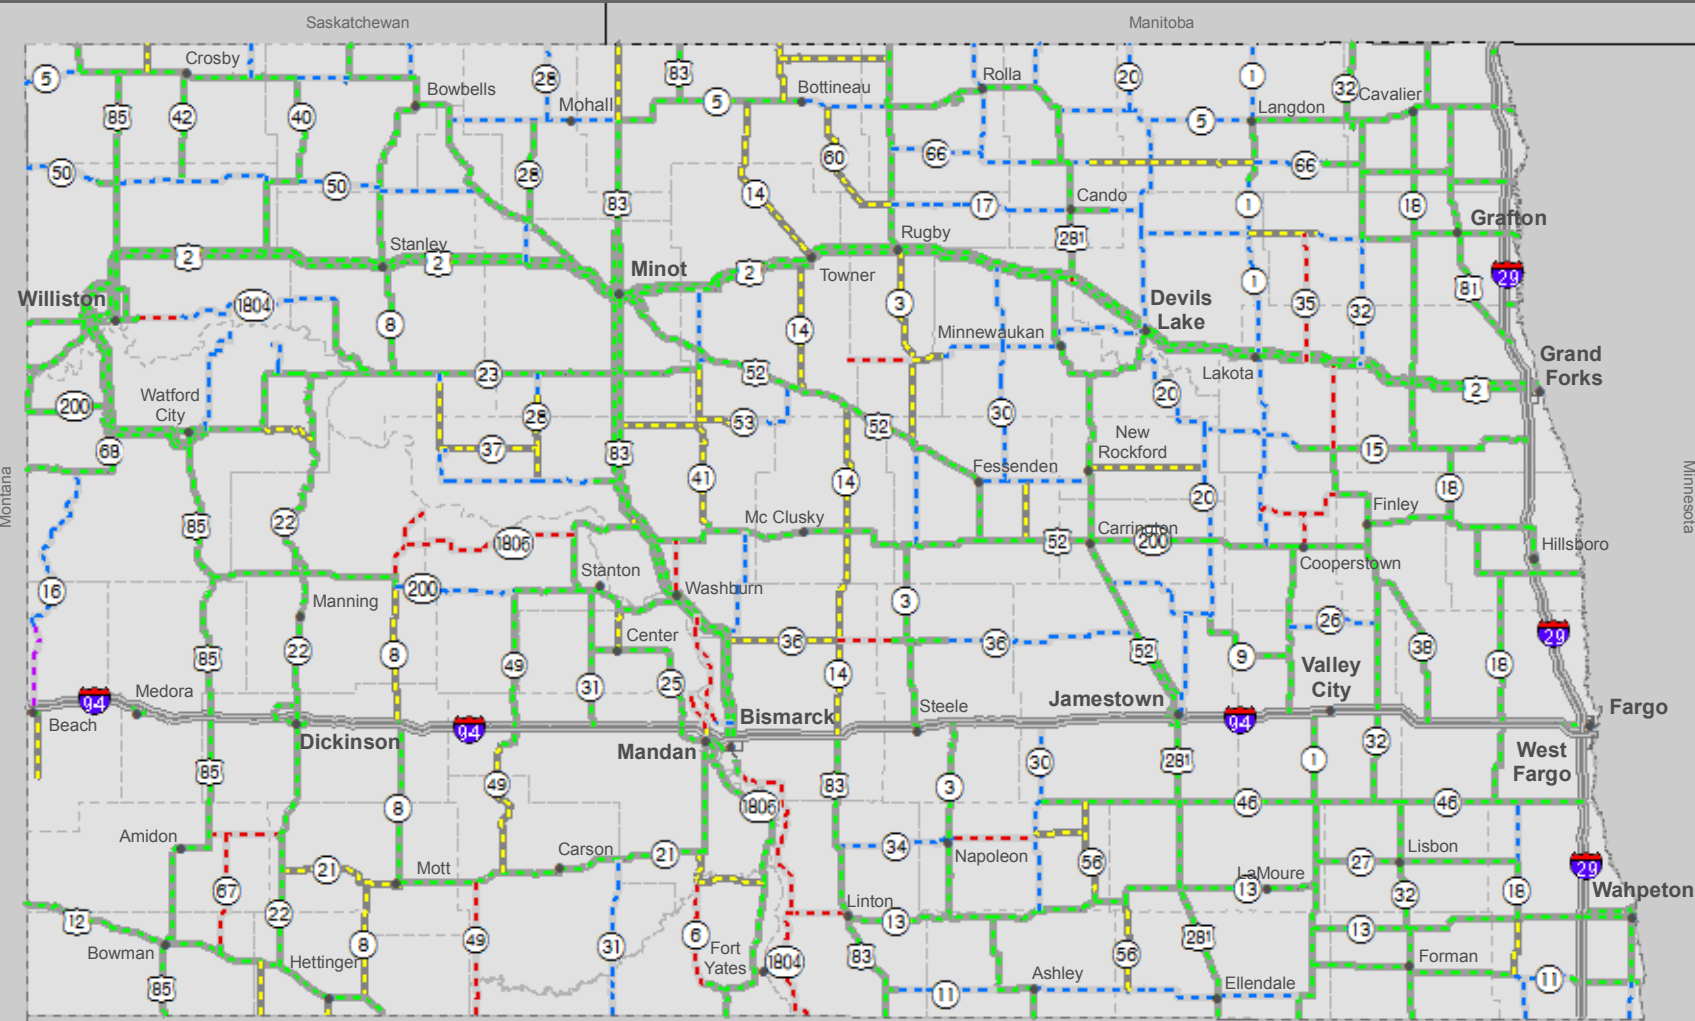 Saskatchewan
Manitoba
Crosby
5
28
83
Rolla
20
1
32
Bowbells
Bottineau
Cavalier
85
42
40
Mohall
5
Langdon
5
50
50
28
60
66
66
14
83
17
Cando
1
18
Grafton
281
Rugby
Stanley
2
2
Minot
2
Towner
1
35
32
81
29
Williston
1804
8
14
3
Devils
Lake
Minnewaukan
Grand
Forks
23
52
Lakota
20
2
200
Watford
City
28
53
52
30
New
Rockford
68
37
83
15
Montana
Minnesota
41
14
Fessenden
20
18
85
22
Mc Clusky
Finley
1806
52
Carrington
200
Hillsboro
Stanton
Cooperstown
16
Manning
200
Washburn
3
26
29
Center
36
36
38
85
22
8
49
31
25
14
52
9
Valley
City
18
94
Medora
Beach
Dickinson
94
Bismarck
Mandan
Steele
Jamestown
94
Fargo
32
West
Fargo
85
49
83
3
30
281
1
8
1806
46
46
Amidon
Carson
21
34
Napoleon
56
27
Lisbon
29
21
Mott
LaMoure
13
32
18
Wahpeton
67
22
12
Linton
13
8
49
31
6
Fort
Yates
1804
83
56
281
13
Bowman
Hettinger
Forman
85
11
Ashley
Ellendale
11